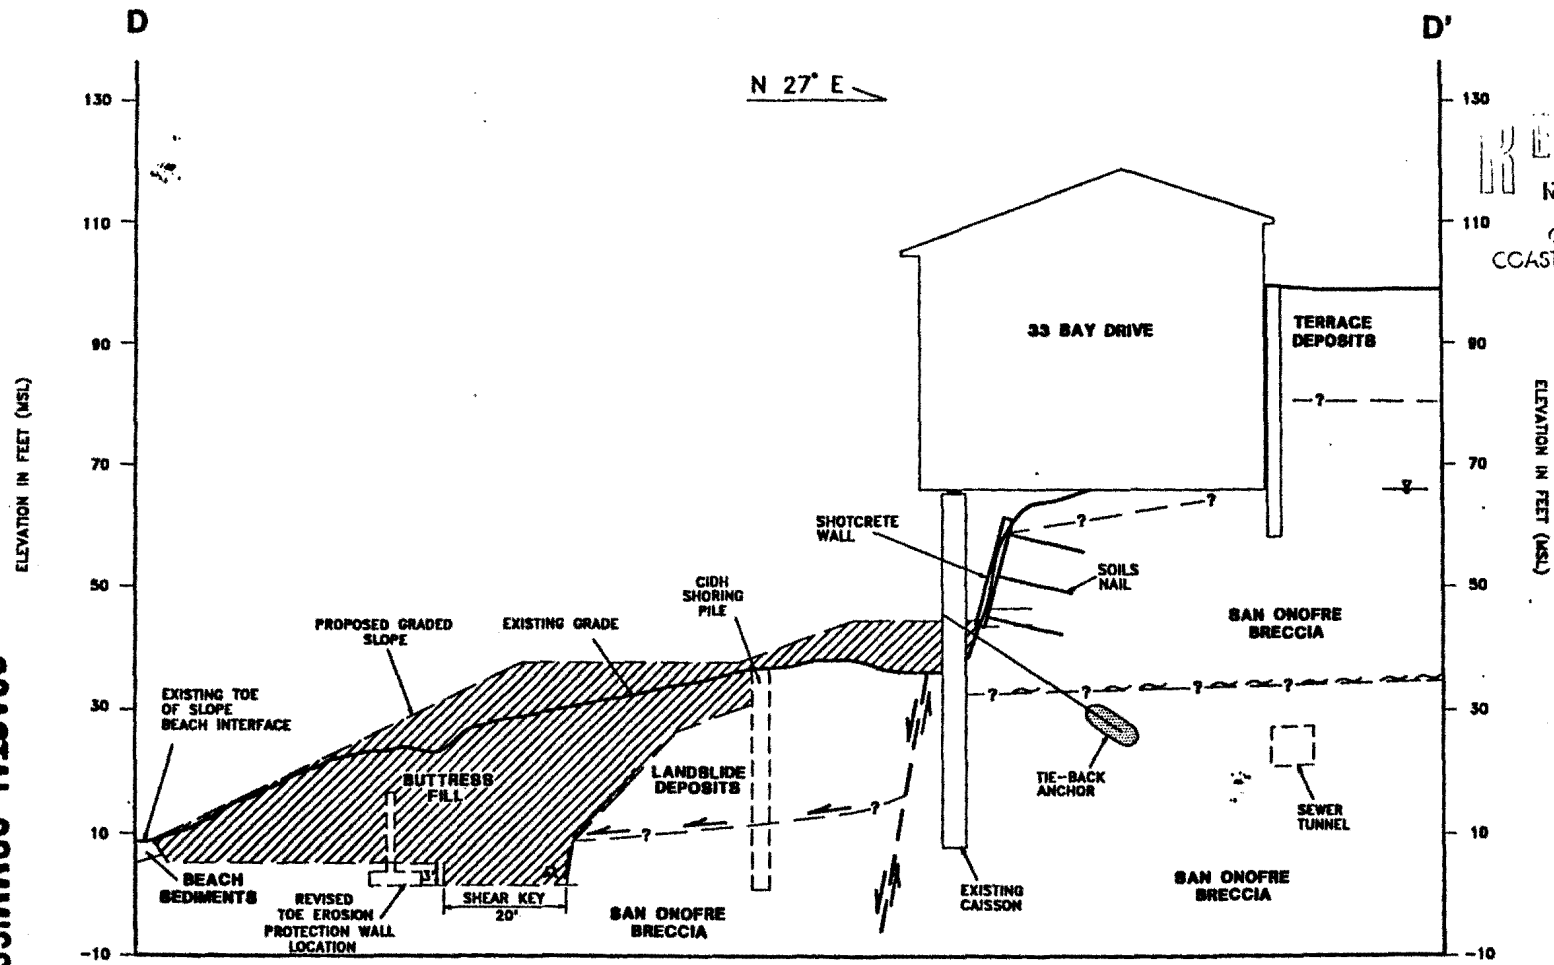 D
D'
N 27° E
130
110
90
70
50
30
10
-10
130
110
90
70
50
30
10
-10
ELEVATION IN FEET (MSL)
ELEVATION IN FEET (MSL)
COAST
33 BAY DRIVE
TERRACE
DEPOSITS
?
SHOTCRETE
WALL
?
?
SOILS
NAIL
CIDH
SHORING
PILE
PROPOSED GRADED
SLOPE
EXISTING GRADE
SAN ONOFRE
BRECCIA
EXISTING TOE
OF SLOPE
BEACH INTERFACE
?
?
?
?
BUTTRESS
FILL
LANDSLIDE
DEPOSITS
?
?
TIE-BACK
ANCHOR
SEWER
TUNNEL
BEACH
SEDIMENTS
3'
REVISED
TOE EROSION
PROTECTION WALL
LOCATION
SHEAR KEY
20'
SAN ONOFRE
BRECCIA
EXISTING
CAISSON
SAN ONOFRE
BRECCIA